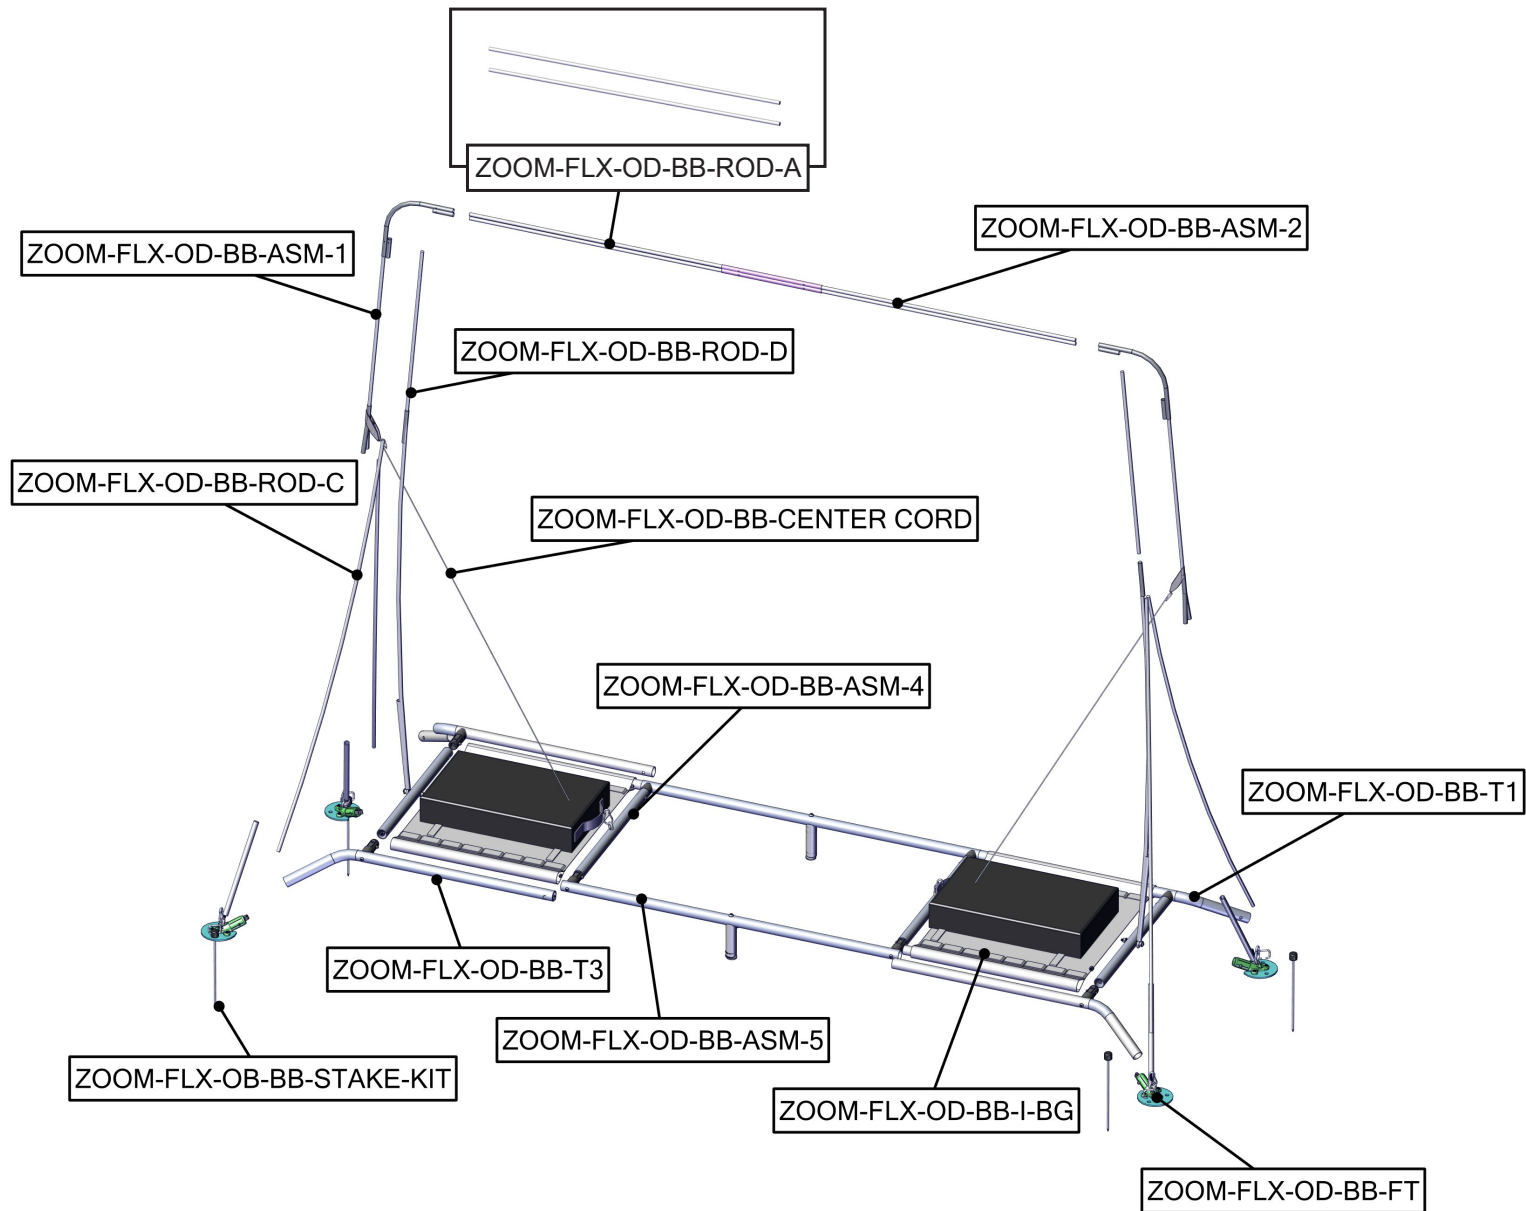 ZOOM-FLX-OD-BB-ROD-A
ZOOM-FLX-OD-BB-ASM-2
ZOOM-FLX-OD-BB-ASM-1
ZOOM-FLX-OD-BB-ROD-D
ZOOM-FLX-OD-BB-ROD-C
ZOOM-FLX-OD-BB-CENTER CORD
ZOOM-FLX-OD-BB-ASM-4
ZOOM-FLX-OD-BB-T1
ZOOM-FLX-OD-BB-T3
ZOOM-FLX-OD-BB-ASM-5
ZOOM-FLX-OB-BB-STAKE-KIT
ZOOM-FLX-OD-BB-I-BG
ZOOM-FLX-OD-BB-FT